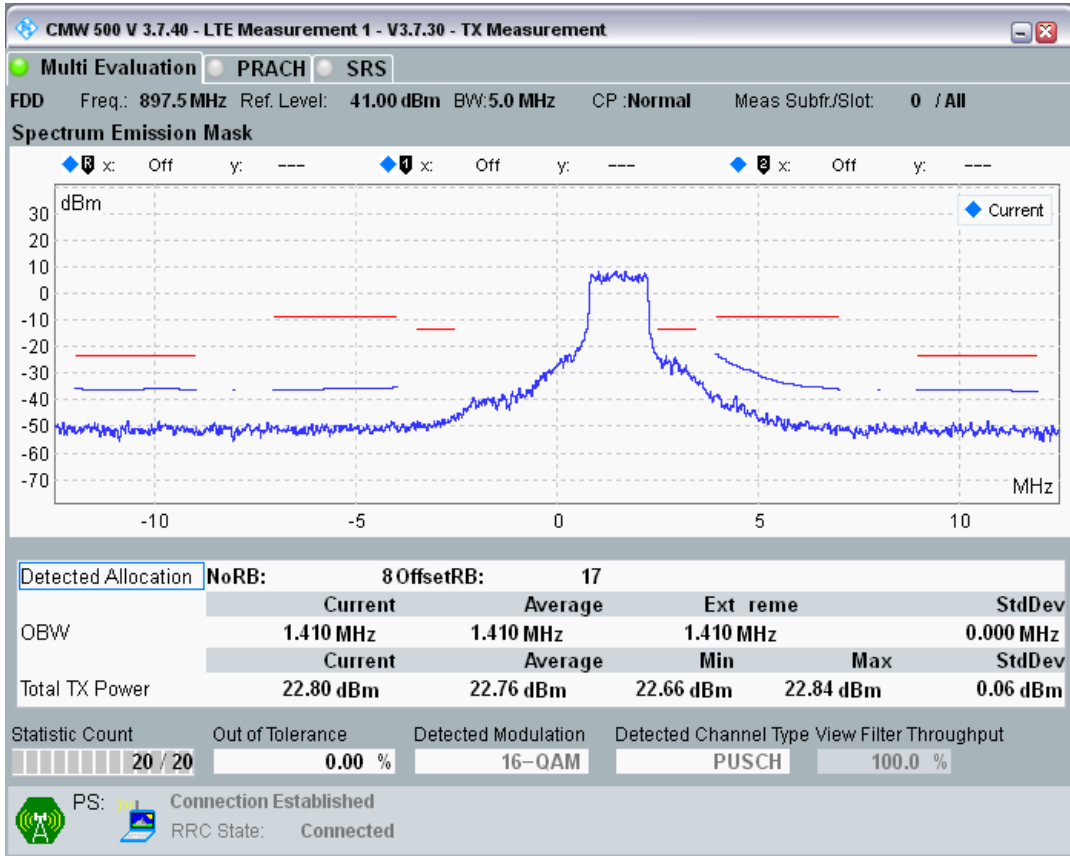 CMW 500 V 3.7.40 - LTE Measurement 1 - V3.7.30 - TX Measurement
Multi Evaluation PRACH SRS
FDD Freq.: 897.5 MHz Ref. Level: 41.00 dBm BW:5.0 MHz CP :Normal Meas Subfr./Slot: 0 / All
Spectrum Emission Mask
R x: Off y: --- 1 x: Off y: --- 2 x: Off y: ---
dBm
Current
30
20
10
0
-10
-20
-30
-40
-50
-60
-70
MHz
-10 -5 0 5 10
Detected Allocation NoRB: 8 OffsetRB: 17
Current Average Ext reme StdDev
OBW 1.410 MHz 1.410 MHz 1.410 MHz 0.000 MHz
Current Average Min Max StdDev
Total TX Power 22.80 dBm 22.76 dBm 22.66 dBm 22.84 dBm 0.06 dBm
Statistic Count Out of Tolerance Detected Modulation Detected Channel Type View Filter Throughput
20 / 20 0.00 % 16-QAM PUSCH 100.0 %
PS: Connection Established
RRC State: Connected